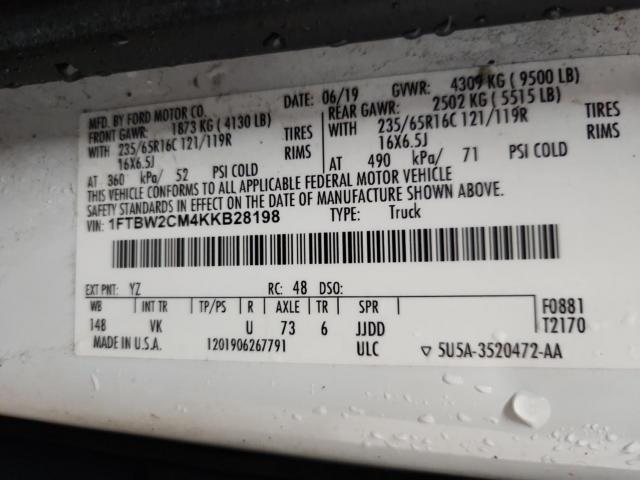 MFD. BY FORD MOTOR CO. DATE: 06/19 GVWR: 4309 KG ( 9500 LB)
FRONT GAWR: 1873 KG ( 4130 LB) REAR GAWR: 2502 KG ( 5515 LB)
WITH 235/65R16C 121/119R TIRES WITH 235/65R16C 121/119R TIRES
16X6.5J RIMS 16X6.5J RIMS
AT 360 kPa/ 52 PSI COLD AT 490 kPa/ 71 PSI COLD
THIS VEHICLE CONFORMS TO ALL APPLICABLE FEDERAL MOTOR VEHICLE
SAFETY STANDARDS IN EFFECT ON THE DATE OF MANUFACTURE SHOWN ABOVE.
VIN: 1FTBW2CM4KKB28198 TYPE: Truck
EXT PNT: YZ RC: 48 DSO:
WB INT TR TP/PS R AXLE TR SPR F0881
148 VK U 73 6 JJDD T2170
MADE IN U.S.A. 1201906267791 ULC ▽ 5U5A-3520472-AA